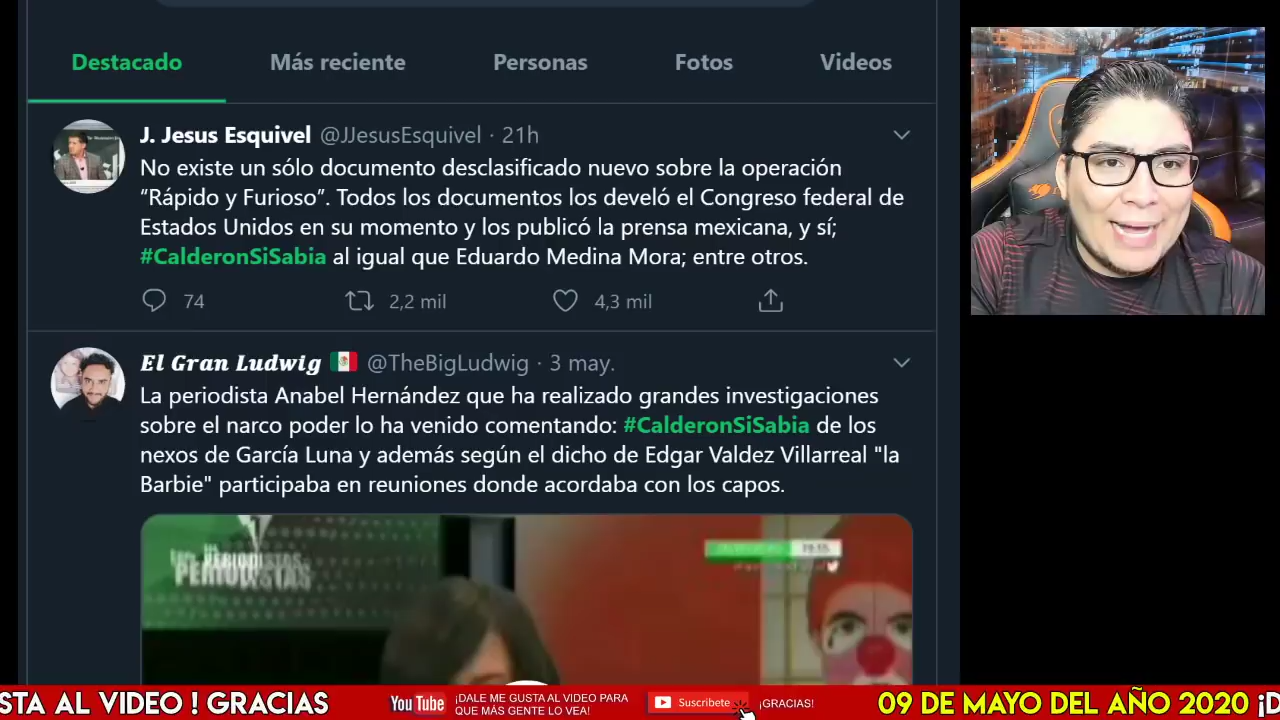 Destacado
Más reciente
Personas
Fotos
Videos
J. Jesus Esquivel @JJesusEsquivel · 21h
No existe un sólo documento desclasificado nuevo sobre la operación
“Rápido y Furioso”. Todos los documentos los develó el Congreso federal de
Estados Unidos en su momento y los publicó la prensa mexicana, y sí;
#CalderonSiSabia al igual que Eduardo Medina Mora; entre otros.
74
2,2 mil
4,3 mil
El Gran Ludwig @TheBigLudwig · 3 may.
La periodista Anabel Hernández que ha realizado grandes investigaciones
sobre el narco poder lo ha venido comentando: #CalderonSiSabia de los
nexos de García Luna y además según el dicho de Edgar Valdez Villarreal "la
Barbie" participaba en reuniones donde acordaba con los capos.
PERIODISTAS
STA AL VIDEO ! GRACIAS
YouTube
¡DALE ME GUSTA AL VIDEO PARA
QUE MÁS GENTE LO VEA!
Suscribete
¡GRACIAS!
09 DE MAYO DEL AÑO 2020 ¡D